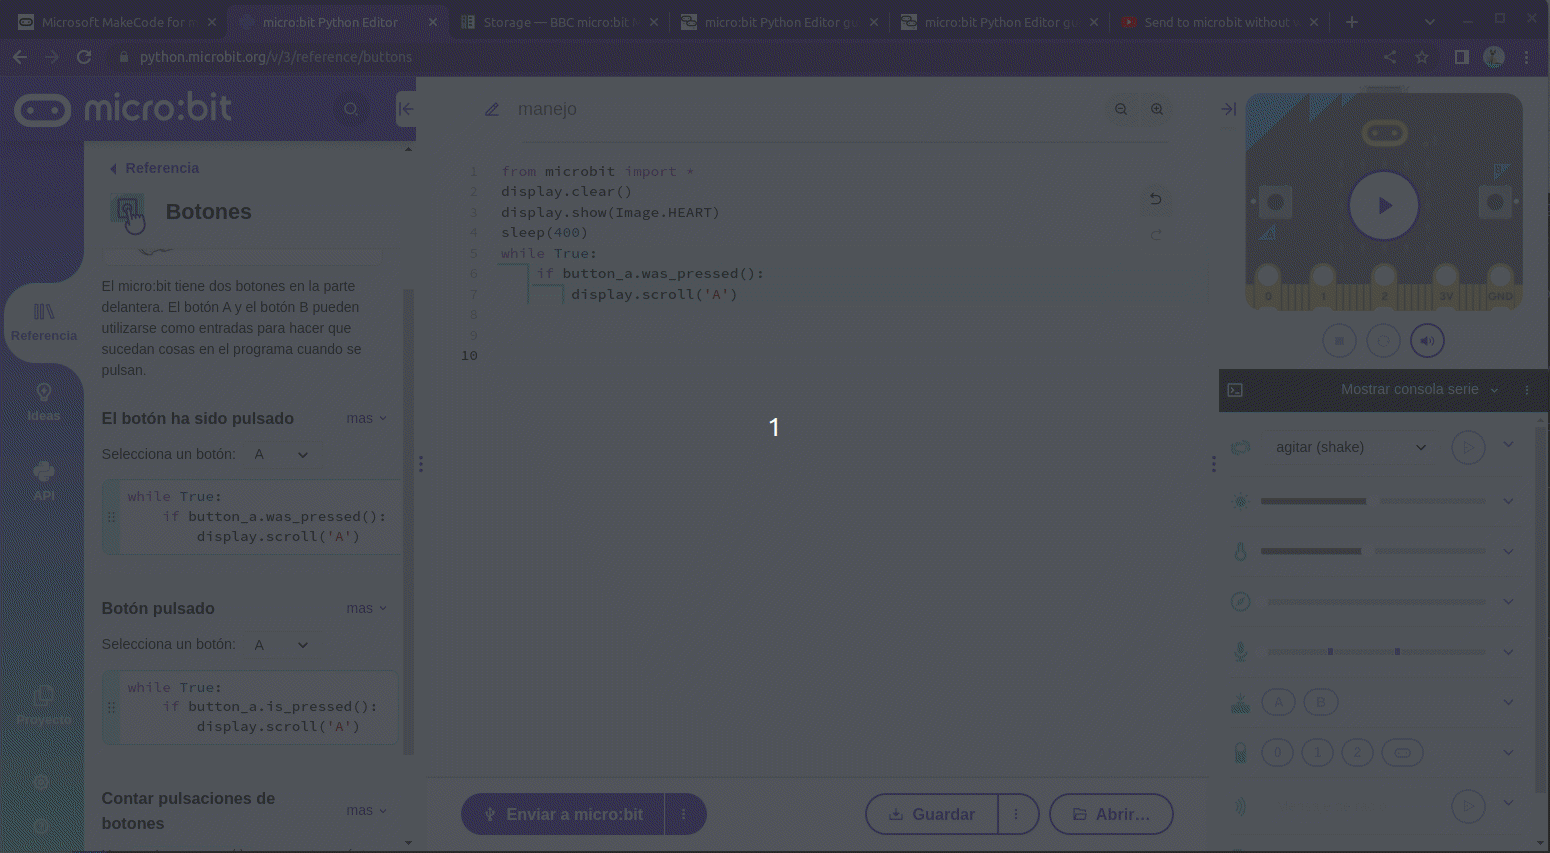 Microsoft MakeCode for m
micro:bit Python Editor
Storage — BBC micro:bit M
micro:bit Python Editor gu
micro:bit Python Editor gu
Send to microbit without
python.microbit.org/v/3/reference/buttons
micro:bit
Referencia
Botones
El micro:bit tiene dos botones en la parte
delantera. El botón A y el botón B pueden
utilizarse como entradas para hacer que
sucedan cosas en el programa cuando se
pulsan.
El botón ha sido pulsado
mas
Selecciona un botón: A
while True:
if button_a.was_pressed():
display.scroll('A')
Botón pulsado
mas
Selecciona un botón: A
while True:
if button_a.is_pressed():
display.scroll('A')
Contar pulsaciones de
botones
mas
Referencia
Ideas
API
Proyecto
manejo
1 from microbit import *
2 display.clear()
3 display.show(Image.HEART)
4 sleep(400)
5 while True:
6 if button_a.was_pressed():
7 display.scroll('A')
8
9
10
1
Enviar a micro:bit
Guardar
Abrir...
0 1 2 3V GND
Mostrar consola serie
agitar (shake)
A B
0 1 2